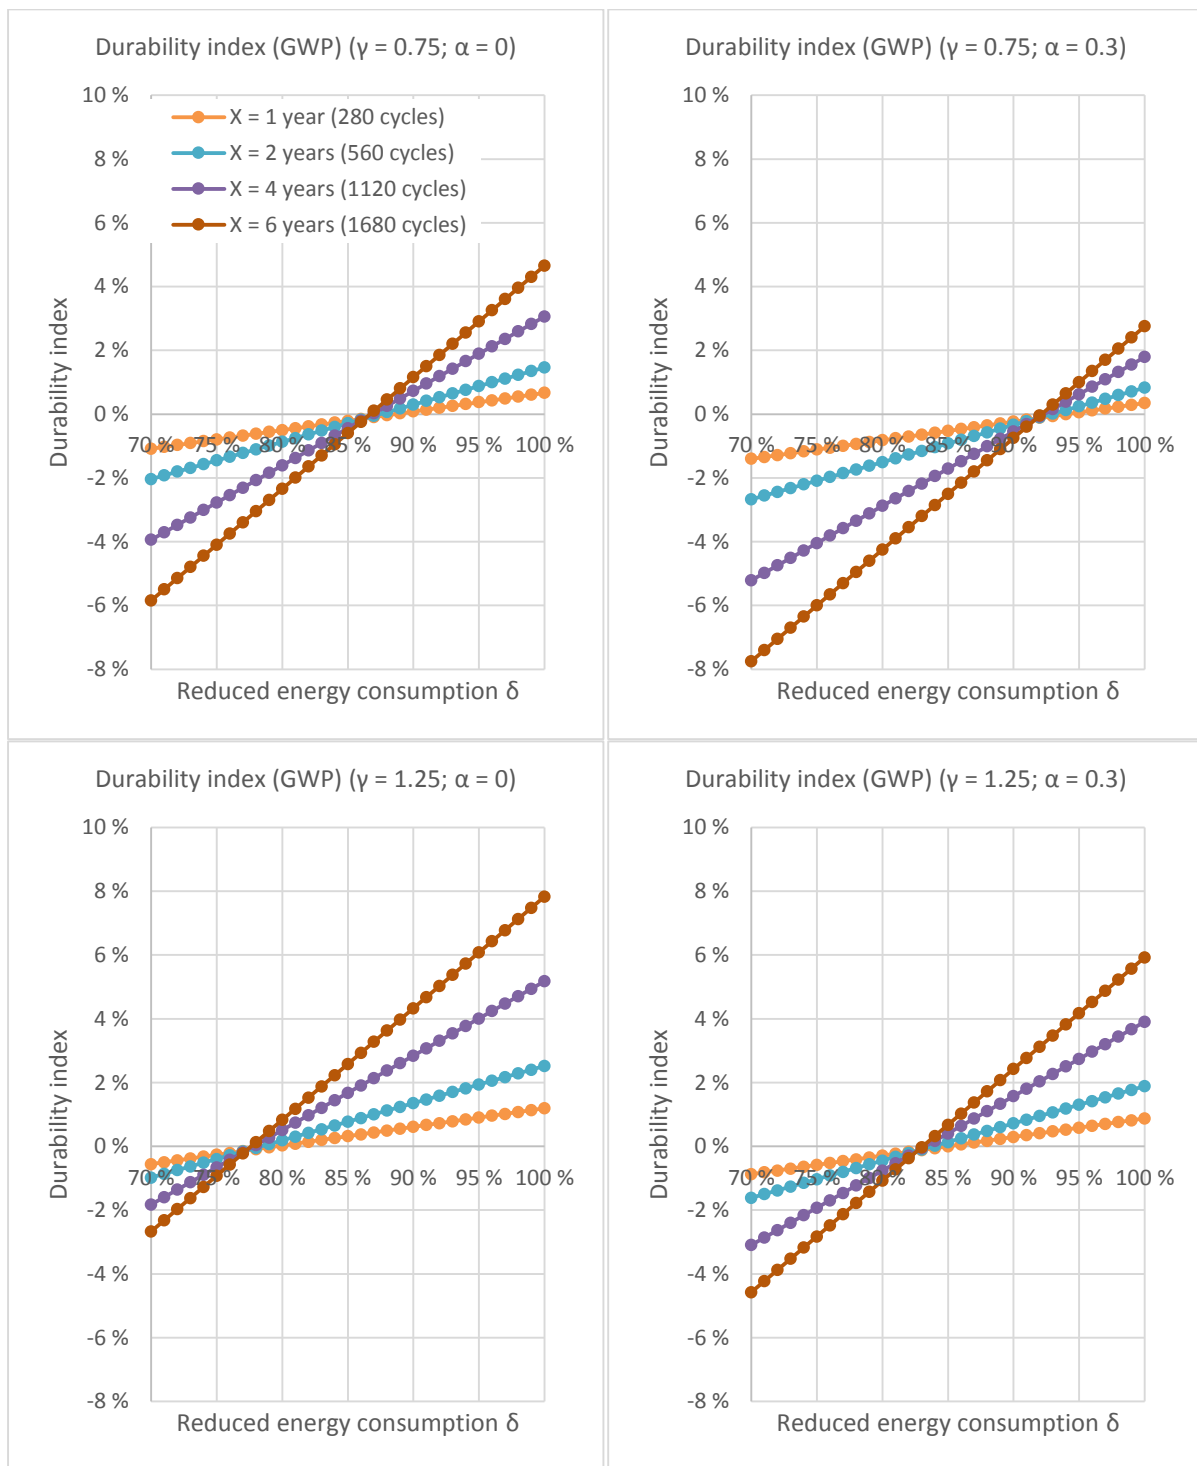 Durability index (GWP) (γ = 0.75; α = 0)
10 %
8 %
6 %
4 %
2 %
0 %
-2 %
-4 %
-6 %
-8 %
Durability index
X = 1 year (280 cycles)
X = 2 years (560 cycles)
X = 4 years (1120 cycles)
X = 6 years (1680 cycles)
70 % 75 % 80 % 85 % 90 % 95 % 100 %
Reduced energy consumption δ
Durability index (GWP) (γ = 0.75; α = 0.3)
10 %
8 %
6 %
4 %
2 %
0 %
-2 %
-4 %
-6 %
-8 %
Durability index
70 % 75 % 80 % 85 % 90 % 95 % 100 %
Reduced energy consumption δ
Durability index (GWP) (γ = 1.25; α = 0)
10 %
8 %
6 %
4 %
2 %
0 %
-2 %
-4 %
-6 %
-8 %
Durability index
70 % 75 % 80 % 85 % 90 % 95 % 100 %
Reduced energy consumption δ
Durability index (GWP) (γ = 1.25; α = 0.3)
10 %
8 %
6 %
4 %
2 %
0 %
-2 %
-4 %
-6 %
-8 %
Durability index
70 % 75 % 80 % 85 % 90 % 95 % 100 %
Reduced energy consumption δ